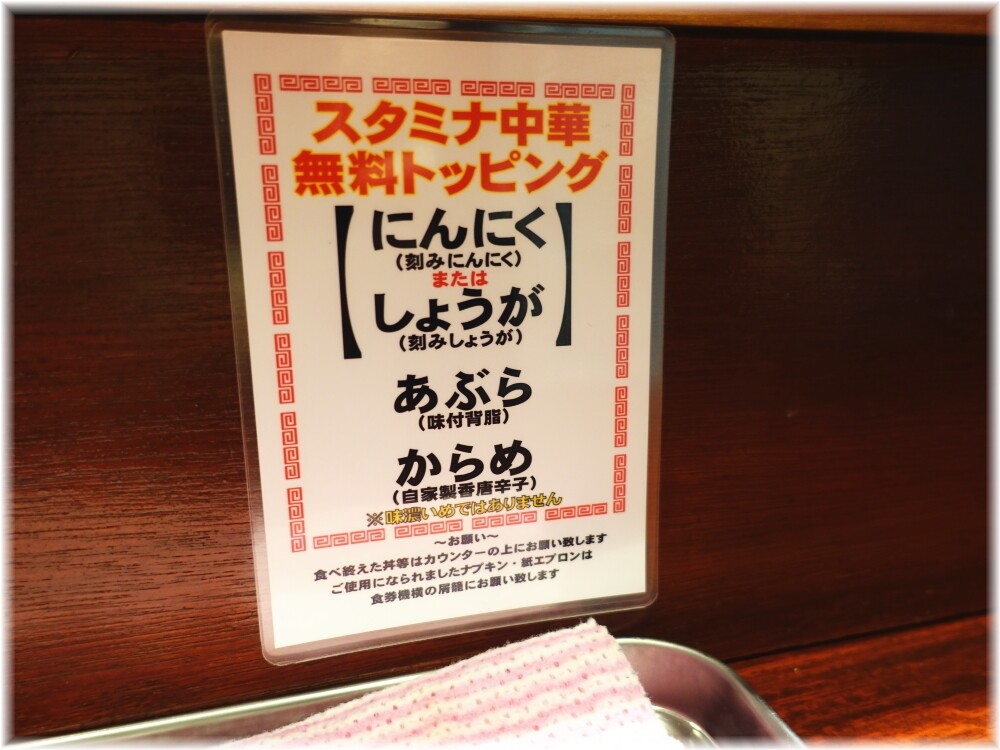 スタミナ中華
無料トッピング
【にんにく
(刻みにんにく)
または
しょうが
(刻みしょうが)】
あぶら
(味付背脂)
からめ
(自家製香唐辛子)
※味濃いめではありません
～お願い～
食べ終えた丼等はカウンターの上にお願い致します
ご使用になられましたナプキン・紙エプロンは
食券機横の屑籠にお願い致します